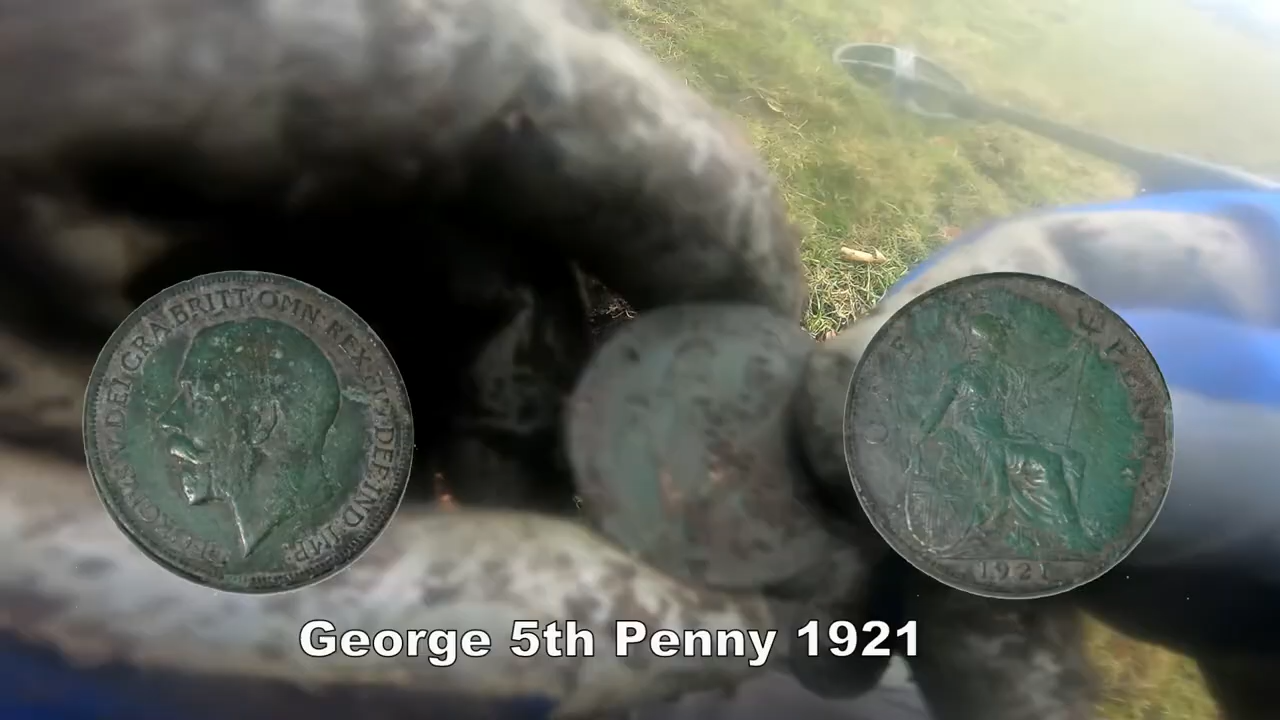 GEORGIVS V DEI GRA: BRITT: OMN: REX FID: DEF: IND: IMP:
ONE PENNY
1921
George 5th Penny 1921